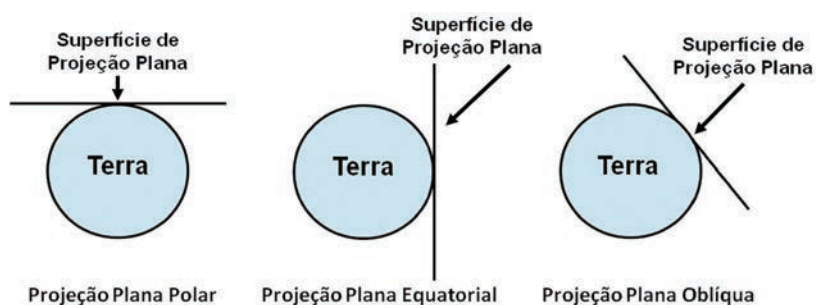 Superfície de
Projeção Plana
Terra
Projeção Plana Polar
Superfície de
Projeção Plana
Terra
Projeção Plana Equatorial
Superfície de
Projeção Plana
Terra
Projeção Plana Oblíqua